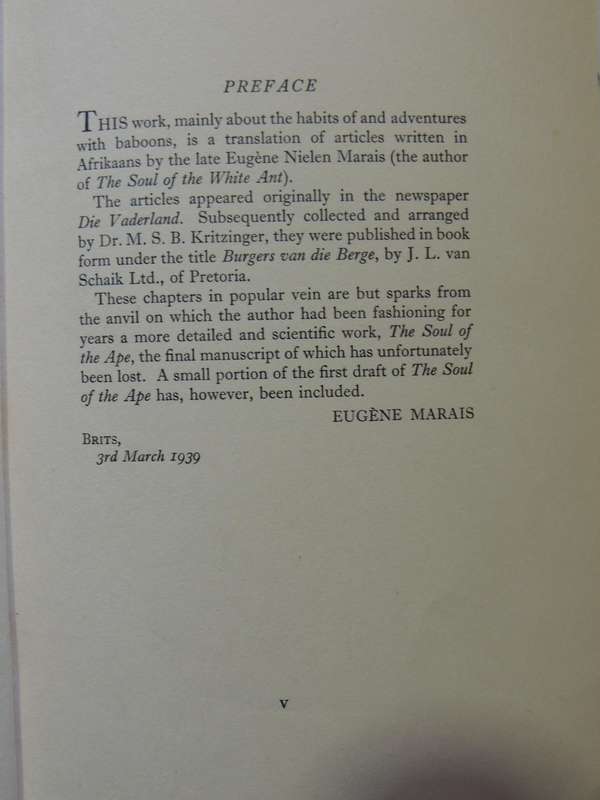 PREFACE
THIS work, mainly about the habits of and adventures
with baboons, is a translation of articles written in
Afrikaans by the late Eugène Nielen Marais (the author
of The Soul of the White Ant).
The articles appeared originally in the newspaper
Die Vaderland. Subsequently collected and arranged
by Dr. M. S. B. Kritzinger, they were published in book
form under the title Burgers van die Berge, by J. L. van
Schaik Ltd., of Pretoria.
These chapters in popular vein are but sparks from
the anvil on which the author had been fashioning for
years a more detailed and scientific work, The Soul of
the Ape, the final manuscript of which has unfortunately
been lost. A small portion of the first draft of The Soul
of the Ape has, however, been included.
EUGÈNE MARAIS
BRITS,
3rd March 1939
v